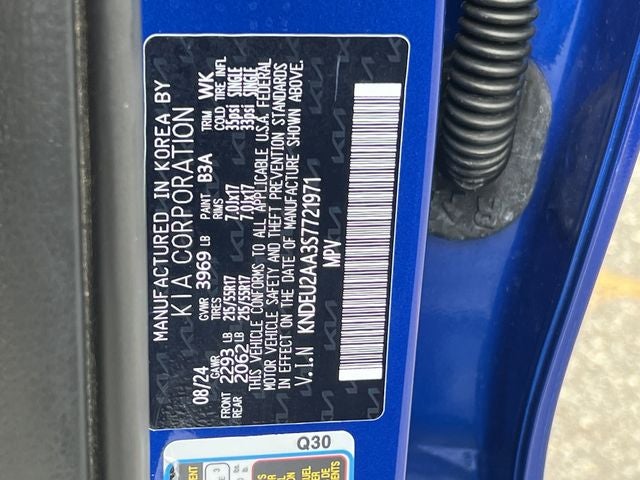 MANUFACTURED IN KOREA BY
KIA CORPORATION
08/24 GVWR 3969 LB PAINT B3A TRIM WK
GAWR TIRES RIMS COLD TIRE INFL
FRONT 2293 LB 215/55R17 7.0JX17 35psi SINGLE
REAR 2062 LB 215/55R17 7.0JX17 33psi SINGLE
THIS VEHICLE CONFORMS TO ALL APPLICABLE U.S.A. FEDERAL
MOTOR VEHICLE SAFETY AND THEFT PREVENTION STANDARDS
IN EFFECT ON THE DATE OF MANUFACTURE SHOWN ABOVE.
V.I.N KNDEU2AA3S7721971
MPV
Q30